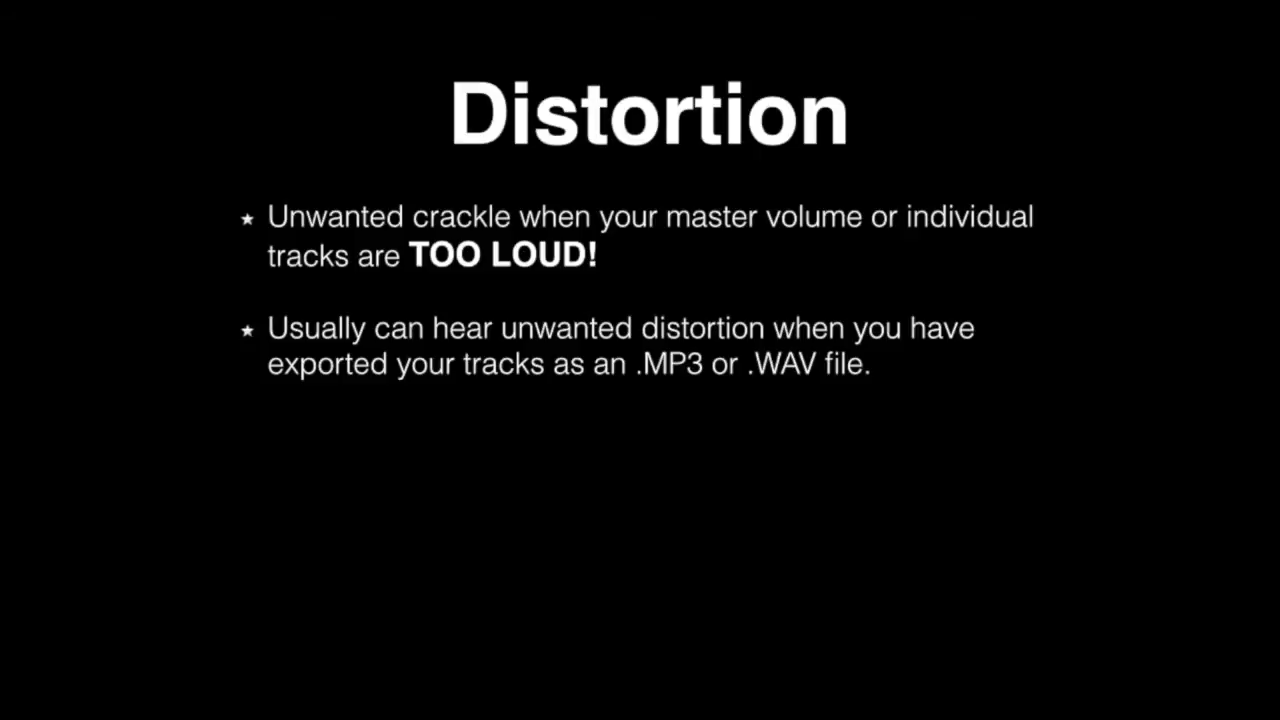 Distortion
★ Unwanted crackle when your master volume or individual
tracks are TOO LOUD!
★ Usually can hear unwanted distortion when you have
exported your tracks as an .MP3 or .WAV file.